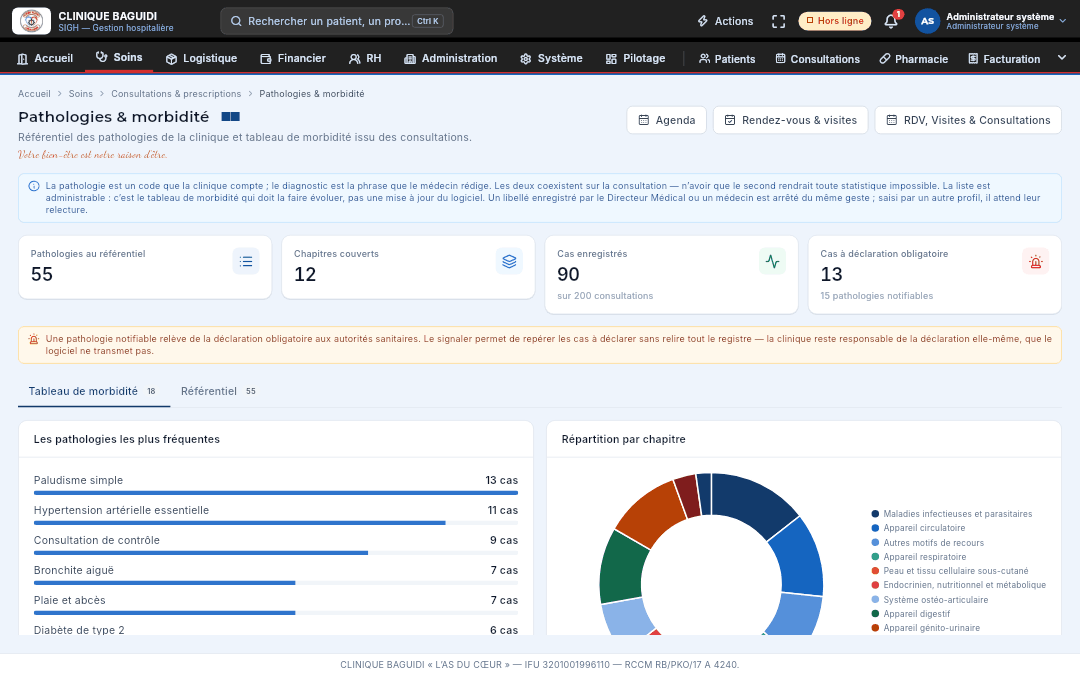 CLINIQUE BAGUIDI
SIGH — Gestion hospitalière
Rechercher un patient, un pro... Ctrl K
Actions
Hors ligne
1
AS
Administrateur système
Administrateur système
Accueil Soins Logistique Financier RH Administration Système Pilotage Patients Consultations Pharmacie Facturation
Accueil > Soins > Consultations & prescriptions > Pathologies & morbidité
Pathologies & morbidité
Référentiel des pathologies de la clinique et tableau de morbidité issu des consultations.
Votre bien-être est notre raison d'être.
Agenda
Rendez-vous & visites
RDV, Visites & Consultations
La pathologie est un code que la clinique compte ; le diagnostic est la phrase que le médecin rédige. Les deux coexistent sur la consultation — n'avoir que le second rendrait toute statistique impossible. La liste est
administrable : c'est le tableau de morbidité qui doit la faire évoluer, pas une mise à jour du logiciel. Un libellé enregistré par le Directeur Médical ou un médecin est arrêté du même geste ; saisi par un autre profil, il attend leur
relecture.
Pathologies au référentiel
55
Chapitres couverts
12
Cas enregistrés
90
sur 200 consultations
Cas à déclaration obligatoire
13
15 pathologies notifiables
Une pathologie notifiable relève de la déclaration obligatoire aux autorités sanitaires. Le signaler permet de repérer les cas à déclarer sans relire tout le registre — la clinique reste responsable de la déclaration elle-même, que le
logiciel ne transmet pas.
Tableau de morbidité 18
Référentiel 55
Les pathologies les plus fréquentes
Paludisme simple 13 cas
Hypertension artérielle essentielle 11 cas
Consultation de contrôle 9 cas
Bronchite aiguë 7 cas
Plaie et abcès 7 cas
Diabète de type 2 6 cas
Répartition par chapitre
Maladies infectieuses et parasitaires
Appareil circulatoire
Autres motifs de recours
Appareil respiratoire
Peau et tissu cellulaire sous-cutané
Endocrinien, nutritionnel et métabolique
Système ostéo-articulaire
Appareil digestif
Appareil génito-urinaire
CLINIQUE BAGUIDI « L'AS DU CŒUR » — IFU 3201001996110 — RCCM RB/PKO/17 A 4240.